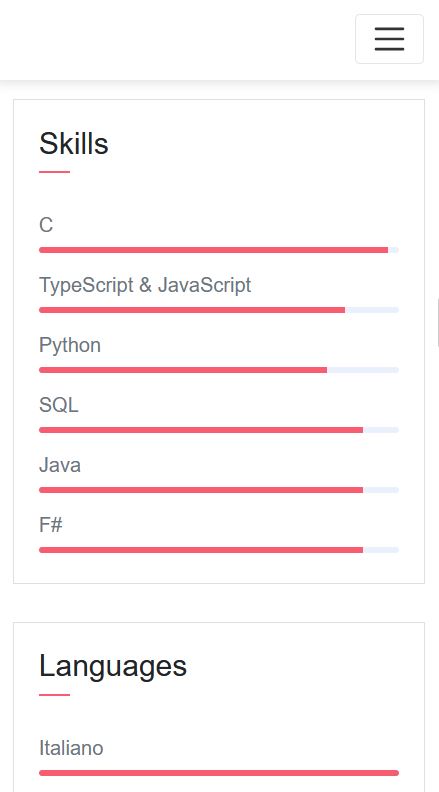 Skills
C
TypeScript & JavaScript
Python
SQL
Java
F#
Languages
Italiano